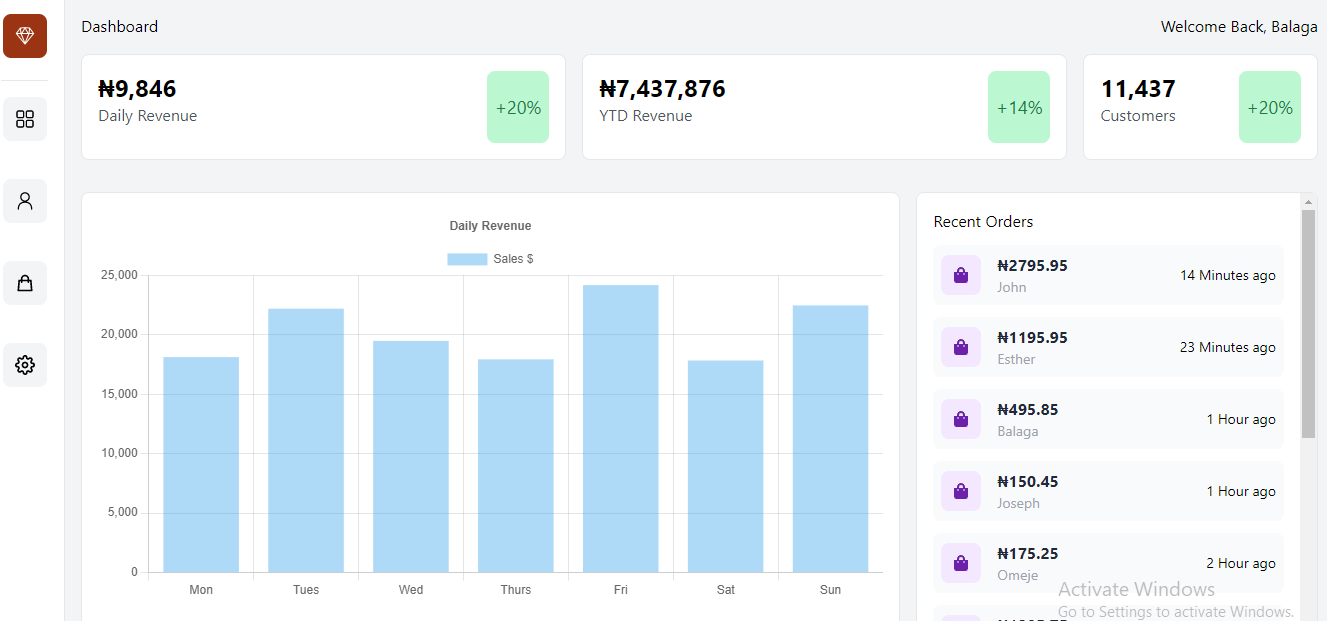 Dashboard
Welcome Back, Balaga
₦9,846
Daily Revenue
+20%
₦7,437,876
YTD Revenue
+14%
11,437
Customers
+20%
Daily Revenue
Sales $
25,000
20,000
15,000
10,000
5,000
0
Mon Tues Wed Thurs Fri Sat Sun
Recent Orders
₦2795.95
John
14 Minutes ago
₦1195.95
Esther
23 Minutes ago
₦495.85
Balaga
1 Hour ago
₦150.45
Joseph
1 Hour ago
₦175.25
Omeje
2 Hour ago
Activate Windows
Go to Settings to activate Windows.